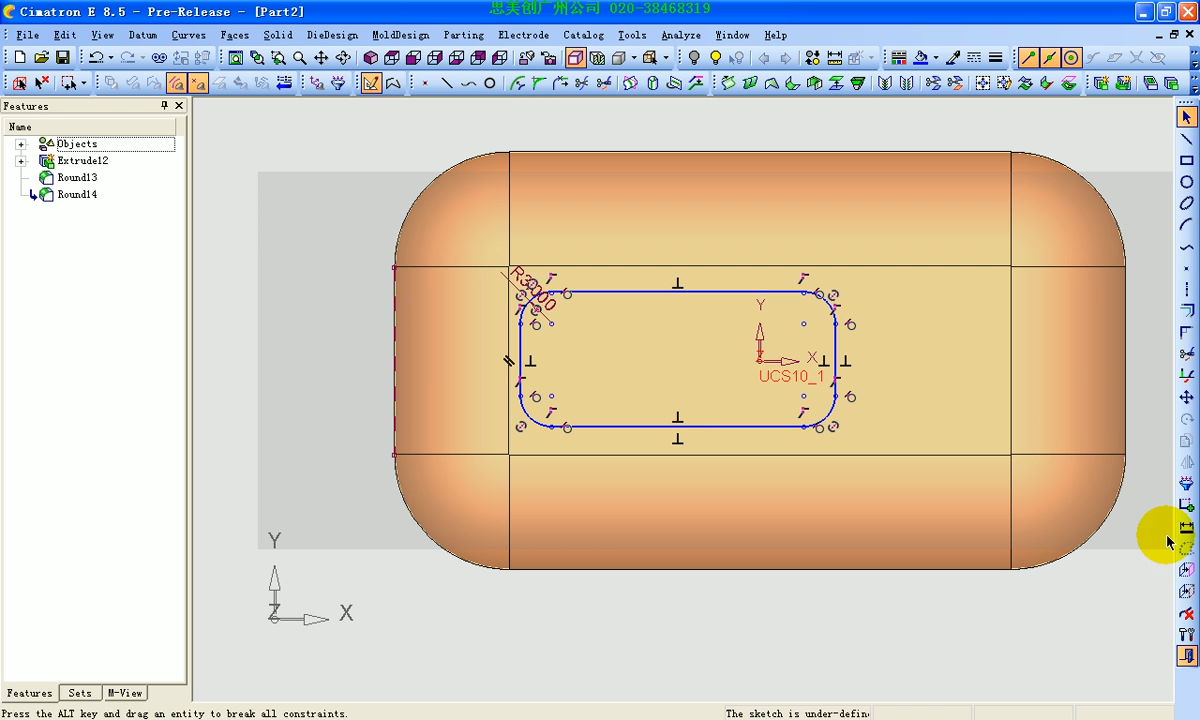 Cimatron E 8.5 - Pre-Release - [Part2]
思美创广州公司 020-38468319
File Edit View Datum Curves Faces Solid DieDesign MoldDesign Parting Electrode Catalog Tools Analyze Window Help
Features
Name
Objects
Extrude12
Round13
Round14
Y
X
UCS10_1
Y
Z
X
Features Sets M-View
Press the ALT key and drag an entity to break all constraints.
The sketch is under-defin